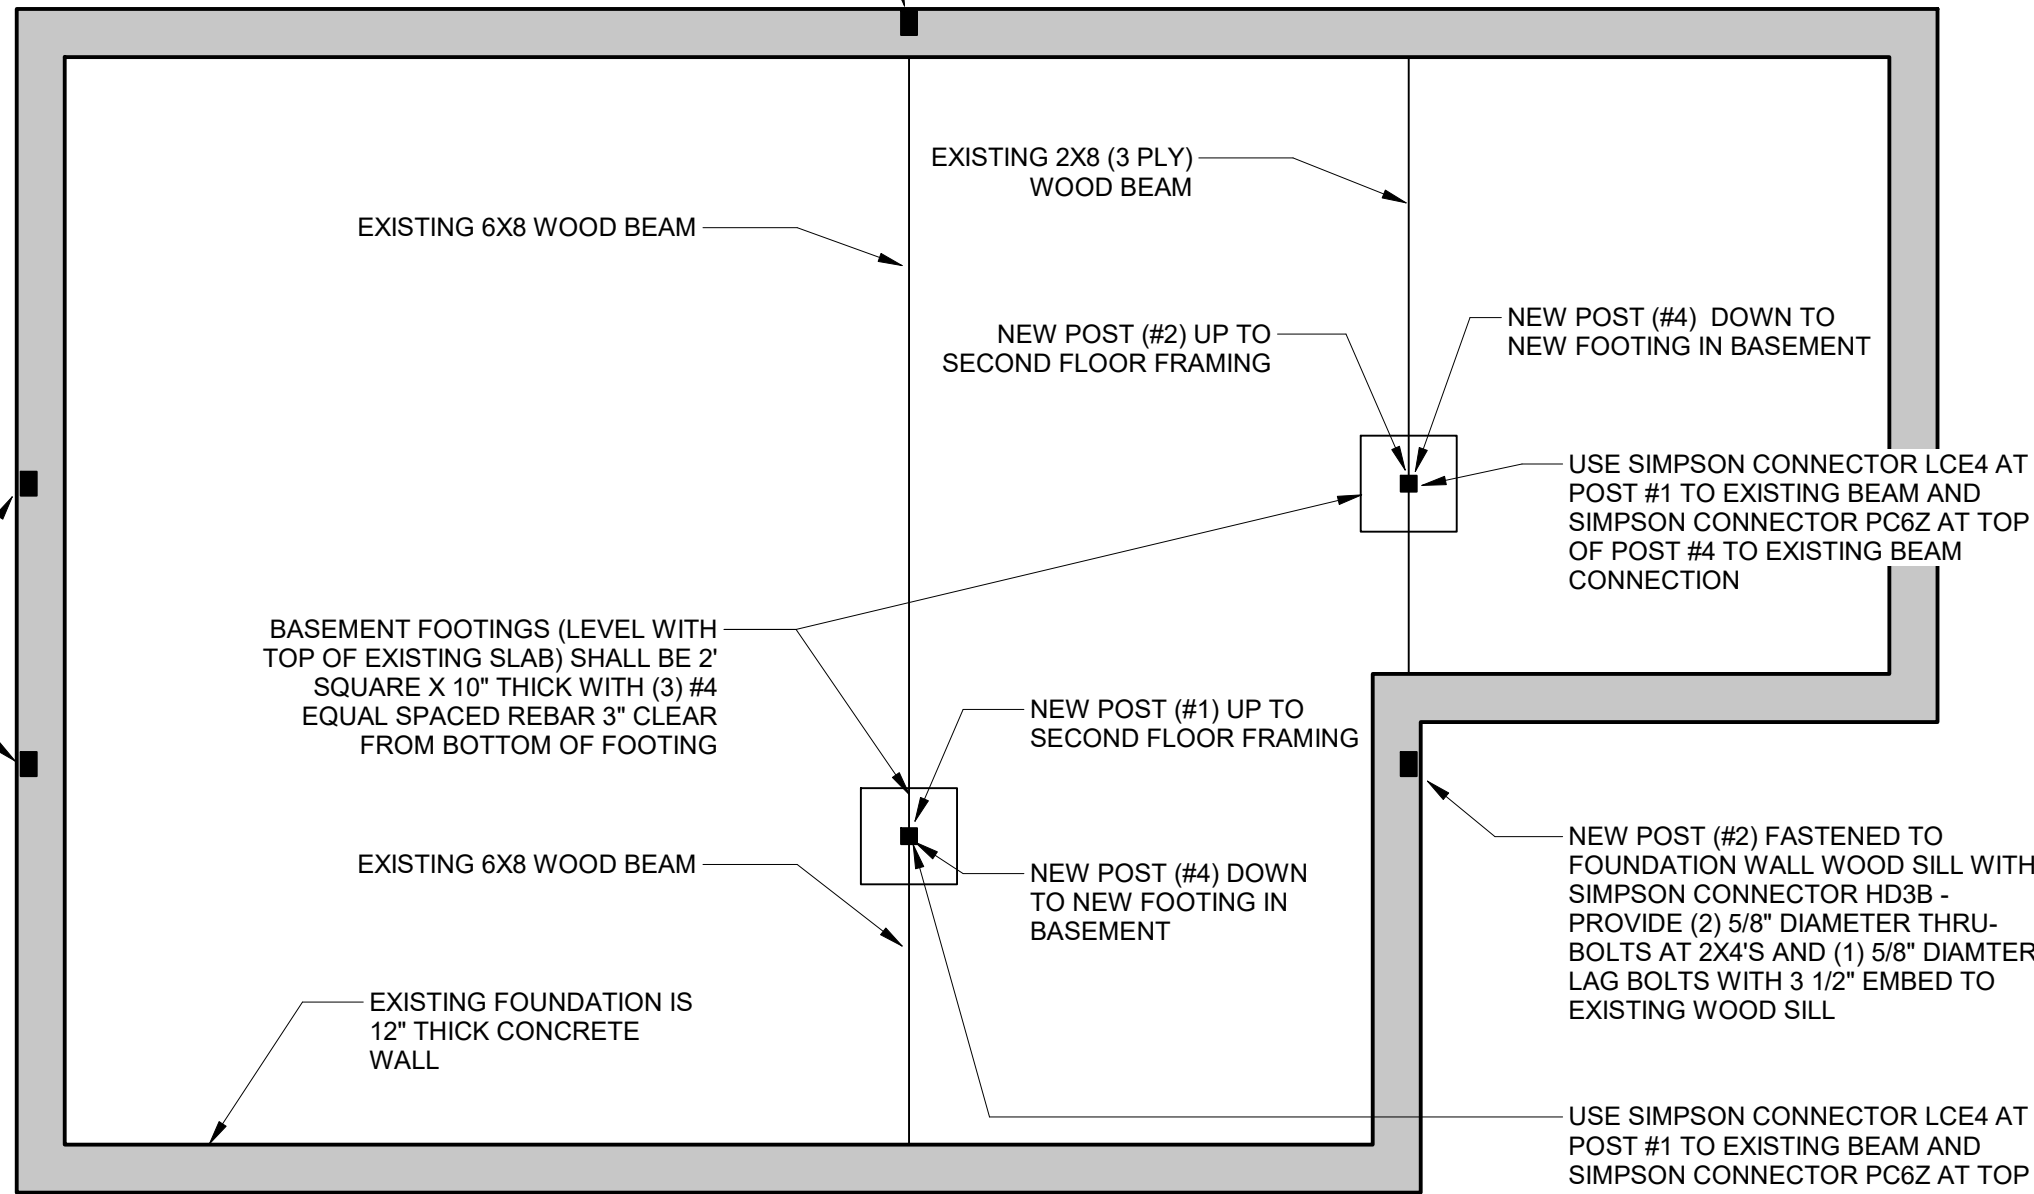 EXISTING 2X8 (3 PLY)
WOOD BEAM
EXISTING 6X8 WOOD BEAM
NEW POST (#2) UP TO
SECOND FLOOR FRAMING
NEW POST (#4) DOWN TO
NEW FOOTING IN BASEMENT
USE SIMPSON CONNECTOR LCE4 AT
POST #1 TO EXISTING BEAM AND
SIMPSON CONNECTOR PC6Z AT TOP
OF POST #4 TO EXISTING BEAM
CONNECTION
BASEMENT FOOTINGS (LEVEL WITH
TOP OF EXISTING SLAB) SHALL BE 2'
SQUARE X 10" THICK WITH (3) #4
EQUAL SPACED REBAR 3" CLEAR
FROM BOTTOM OF FOOTING
NEW POST (#1) UP TO
SECOND FLOOR FRAMING
EXISTING 6X8 WOOD BEAM
NEW POST (#4) DOWN
TO NEW FOOTING IN
BASEMENT
NEW POST (#2) FASTENED TO
FOUNDATION WALL WOOD SILL WITH
SIMPSON CONNECTOR HD3B -
PROVIDE (2) 5/8" DIAMETER THRU-
BOLTS AT 2X4'S AND (1) 5/8" DIAMTER
LAG BOLTS WITH 3 1/2" EMBED TO
EXISTING WOOD SILL
EXISTING FOUNDATION IS
12" THICK CONCRETE
WALL
USE SIMPSON CONNECTOR LCE4 AT
POST #1 TO EXISTING BEAM AND
SIMPSON CONNECTOR PC6Z AT TOP